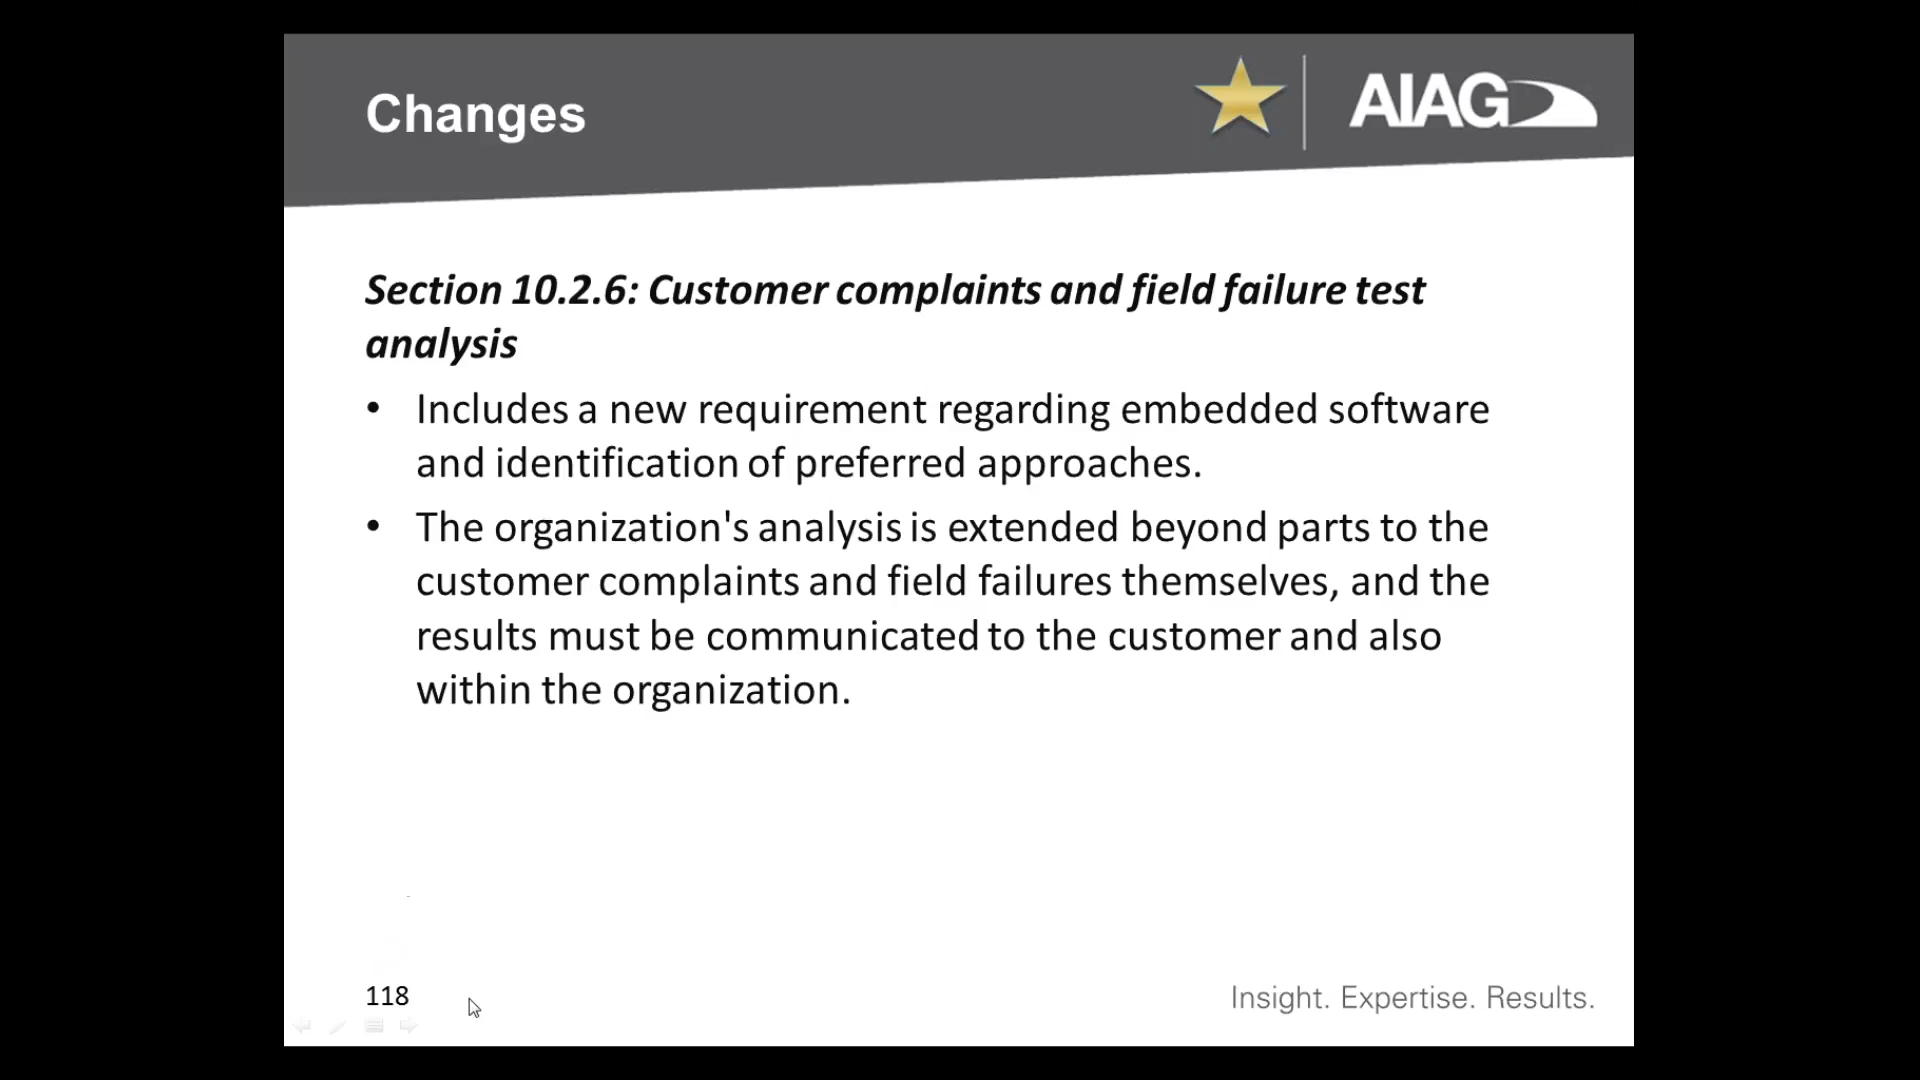 Changes
AIAG
Section 10.2.6: Customer complaints and field failure test
analysis
• Includes a new requirement regarding embedded software
and identification of preferred approaches.
• The organization's analysis is extended beyond parts to the
customer complaints and field failures themselves, and the
results must be communicated to the customer and also
within the organization.
118
Insight. Expertise. Results.